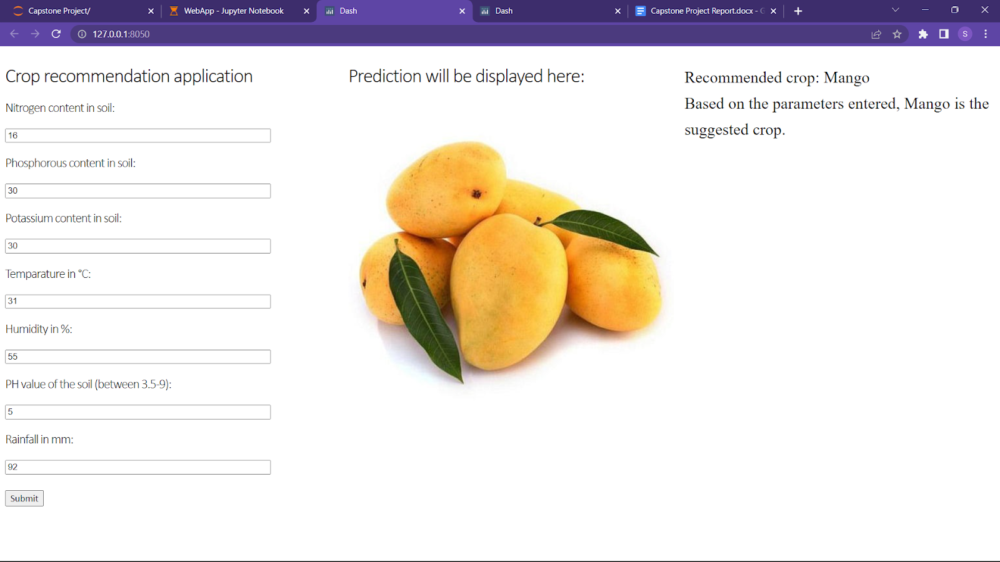 Capstone Project/
WebApp - Jupyter Notebook
Dash
Dash
Capstone Project Report.docx - G
127.0.0.1:8050
S
Crop recommendation application
Nitrogen content in soil:
16
Phosphorous content in soil:
30
Potassium content in soil:
30
Temparature in °C:
31
Humidity in %:
55
PH value of the soil (between 3.5-9):
5
Rainfall in mm:
92
Submit
Prediction will be displayed here:
Recommended crop: Mango
Based on the parameters entered, Mango is the
suggested crop.